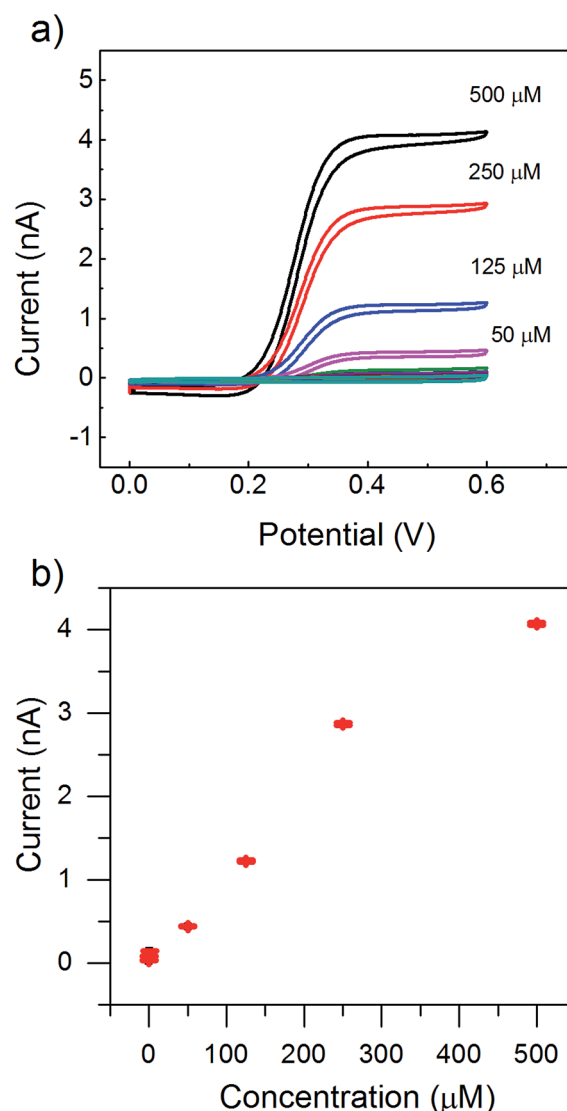 a)
5
4
3
2
1
0
-1
500 μM
250 μM
125 μM
50 μM
Current (nA)
0.0 0.2 0.4 0.6
Potential (V)
b)
4
3
2
1
0
Current (nA)
0 100 200 300 400 500
Concentration (μM)